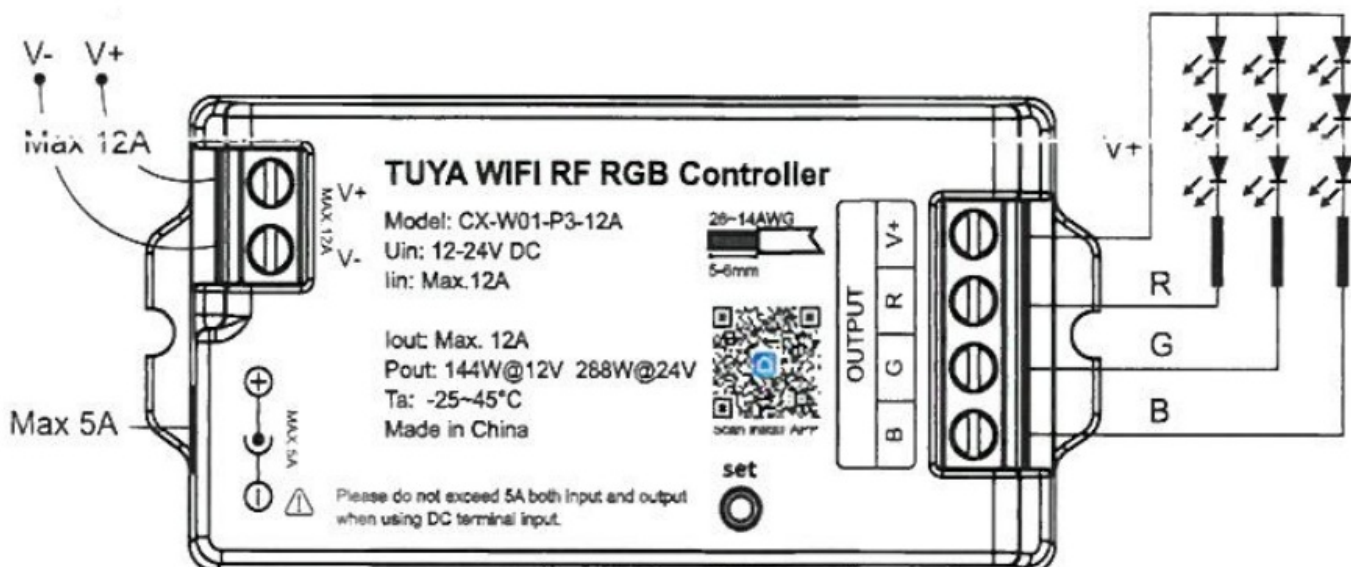 V- V+
Max 12A
V+
V-
MAX. 12A
TUYA WIFI RF RGB Controller
Model: CX-W01-P3-12A
Uin: 12-24V DC
Iin: Max.12A
Iout: Max. 12A
Pout: 144W@12V 288W@24V
Ta: -25~45°C
Made in China
26~14AWG
5-6mm
Scan Install APP
set
OUTPUT
V+
R
G
B
V+
R
G
B
Max 5A
MAX. 5A
Please do not exceed 5A both input and output
when using DC terminal input.